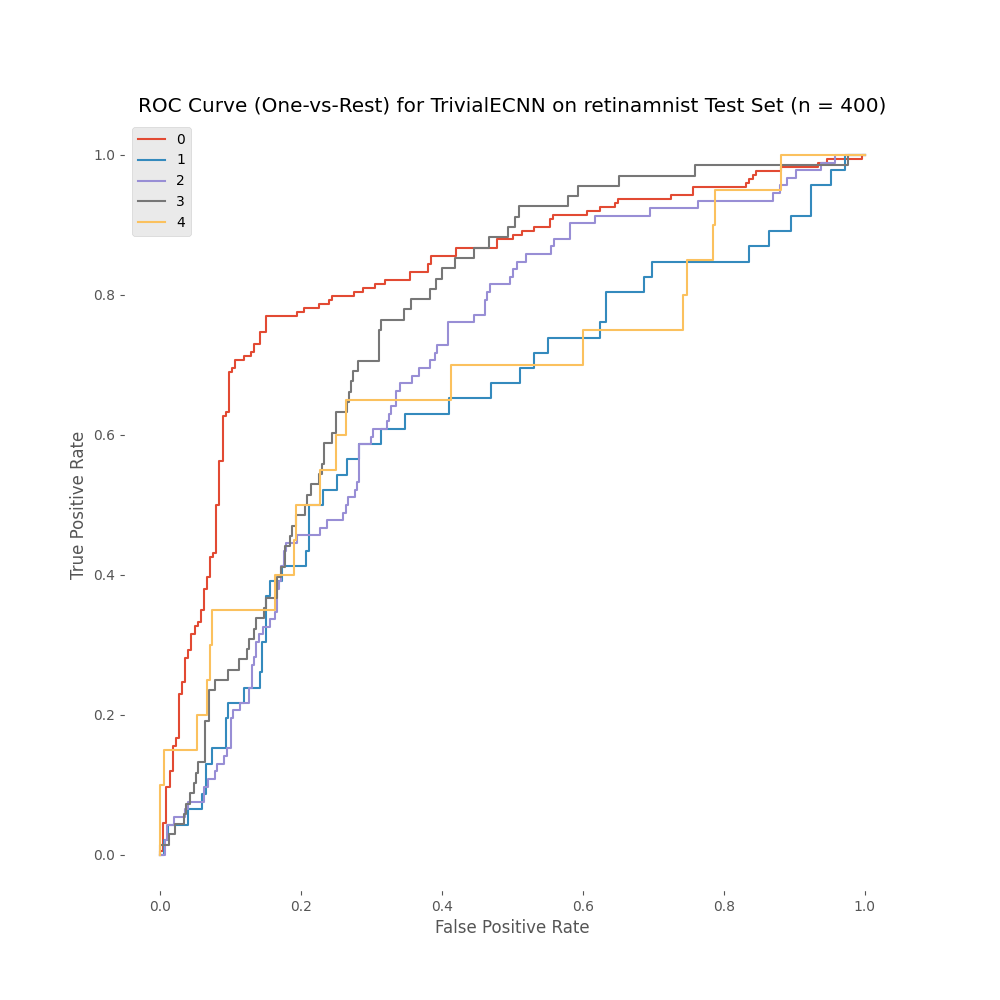 ROC Curve (One-vs-Rest) for TrivialECNN on retinamnist Test Set (n = 400)
0
1
2
3
4
True Positive Rate
1.0
0.8
0.6
0.4
0.2
0.0
0.0 0.2 0.4 0.6 0.8 1.0
False Positive Rate